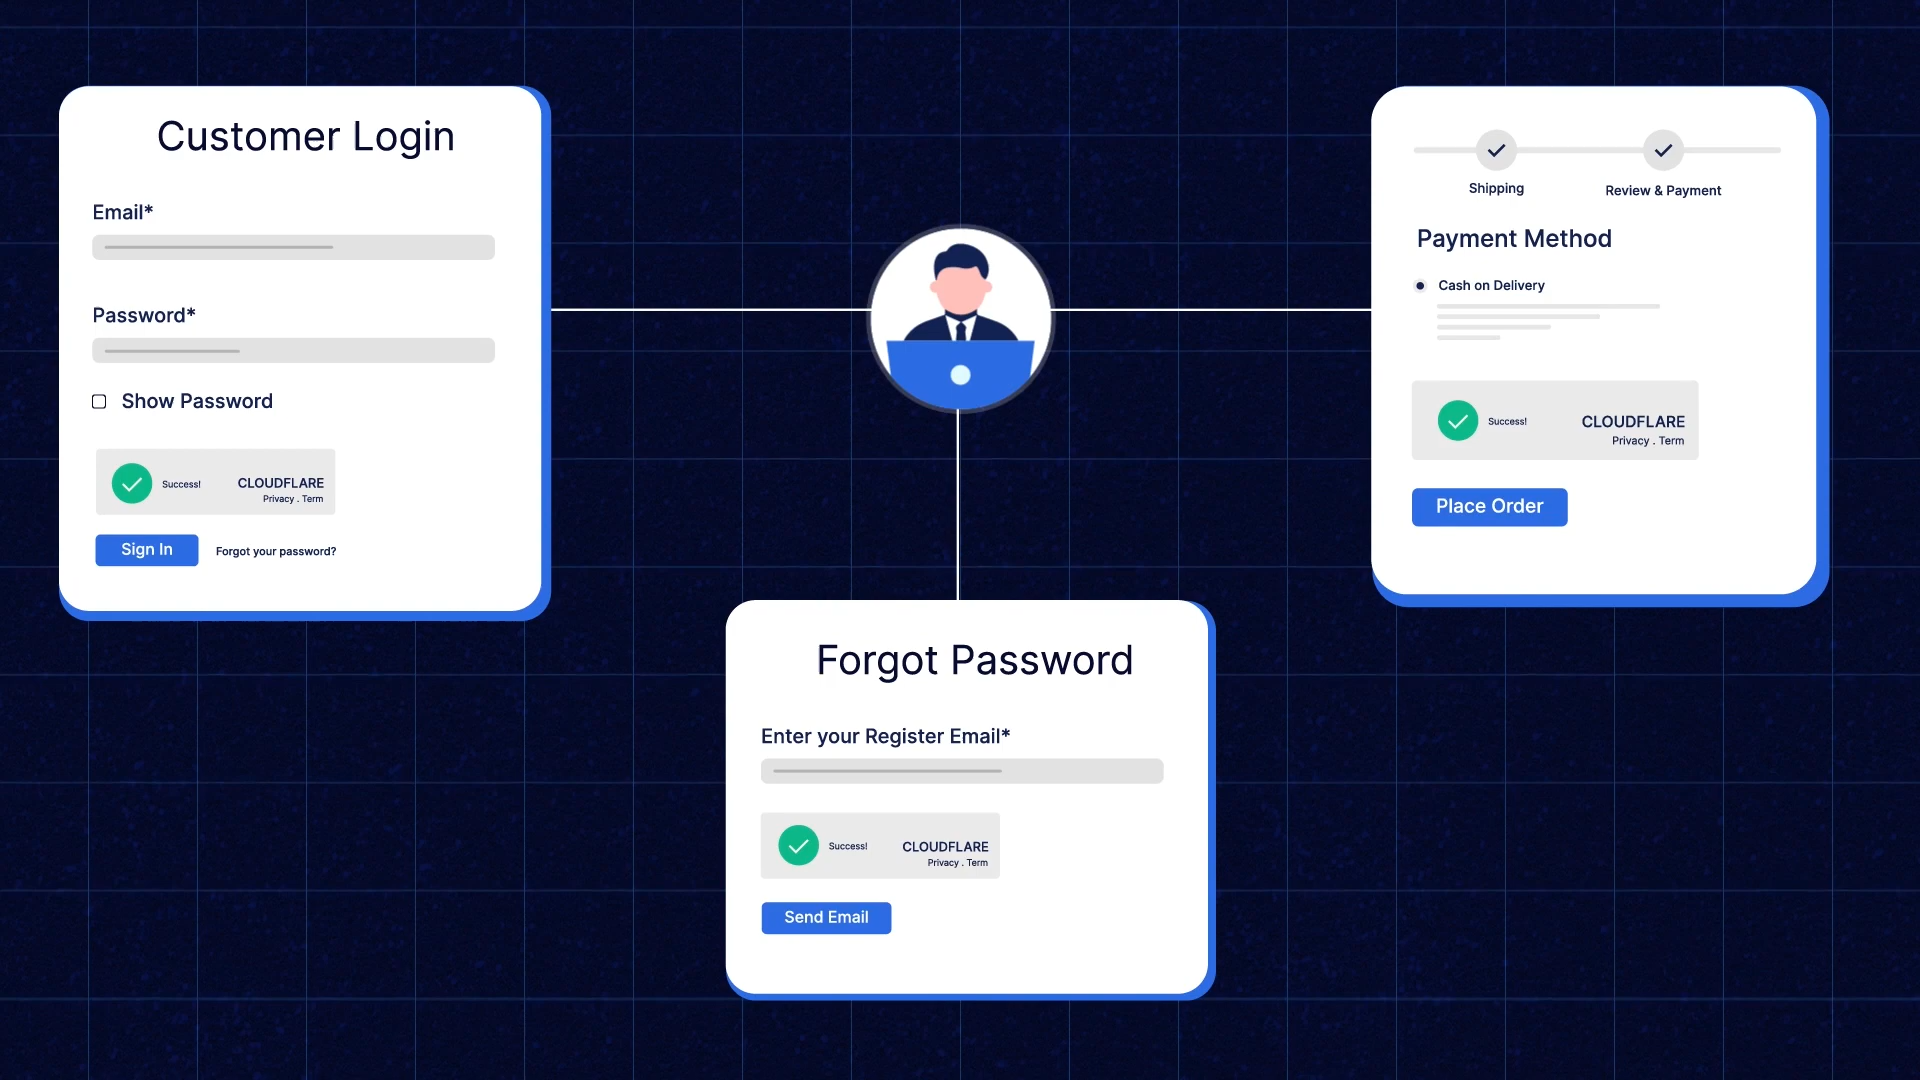 Customer Login
Email*
Password*
Show Password
Success!
CLOUDFLARE
Privacy . Term
Sign In
Forgot your password?
Shipping
Review & Payment
Payment Method
Cash on Delivery
Success!
CLOUDFLARE
Privacy . Term
Place Order
Forgot Password
Enter your Register Email*
Success!
CLOUDFLARE
Privacy . Term
Send Email